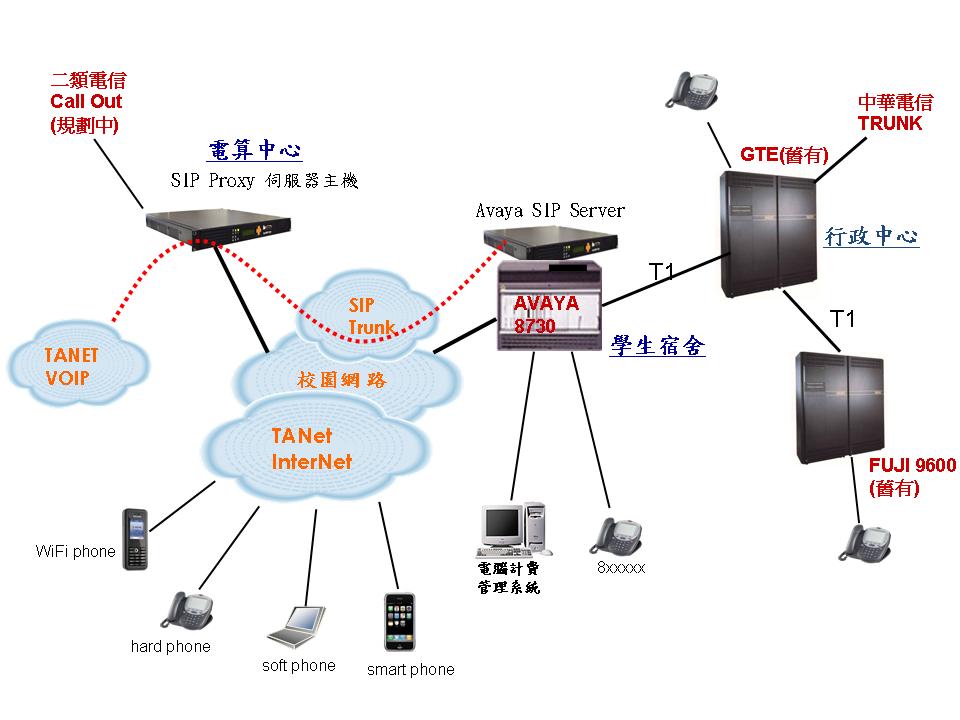 二類電信
Call Out
(規劃中)
電算中心
SIP Proxy 伺服器主機
Avaya SIP Server
GTE(舊有)
中華電信
TRUNK
行政中心
T1
AVAYA
8730
學生宿舍
T1
SIP
Trunk
TANET
VOIP
校園網 路
TANet
InterNet
FUJI 9600
(舊有)
WiFi phone
電腦計費
管理系統
8xxxxx
hard phone
soft phone
smart phone